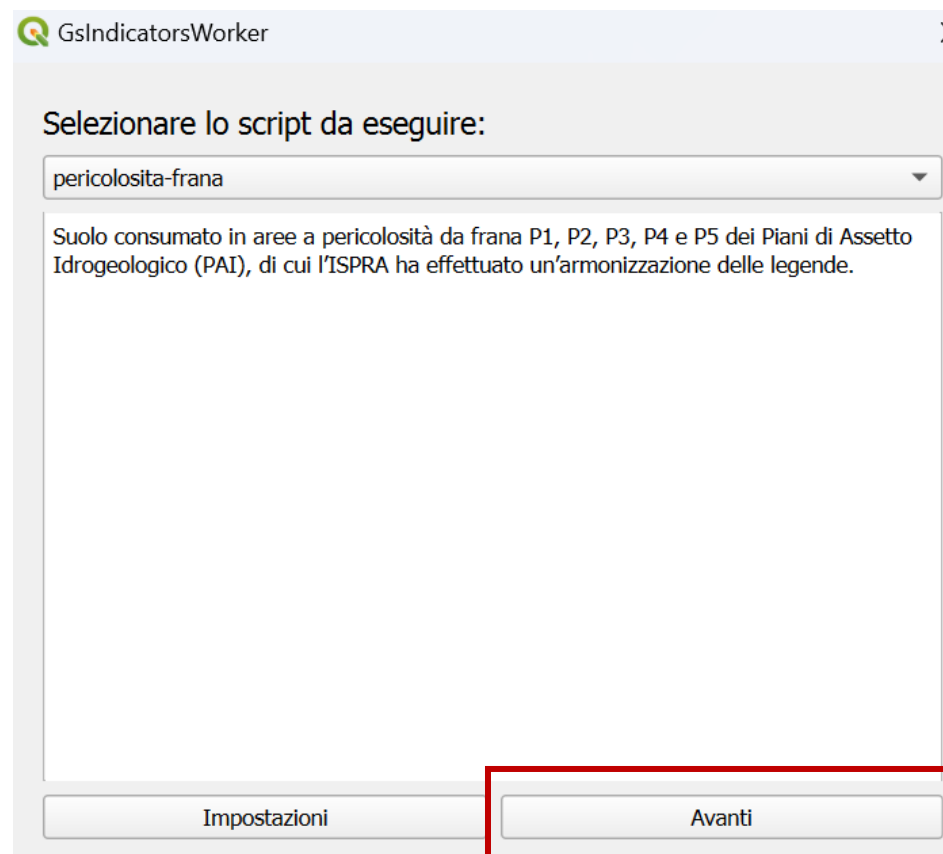 GsIndicatorsWorker
Selezionare lo script da eseguire:
pericolosita-frana
Suolo consumato in aree a pericolosità da frana P1, P2, P3, P4 e P5 dei Piani di Assetto
Idrogeologico (PAI), di cui l’ISPRA ha effettuato un’armonizzazione delle legende.
Impostazioni
Avanti